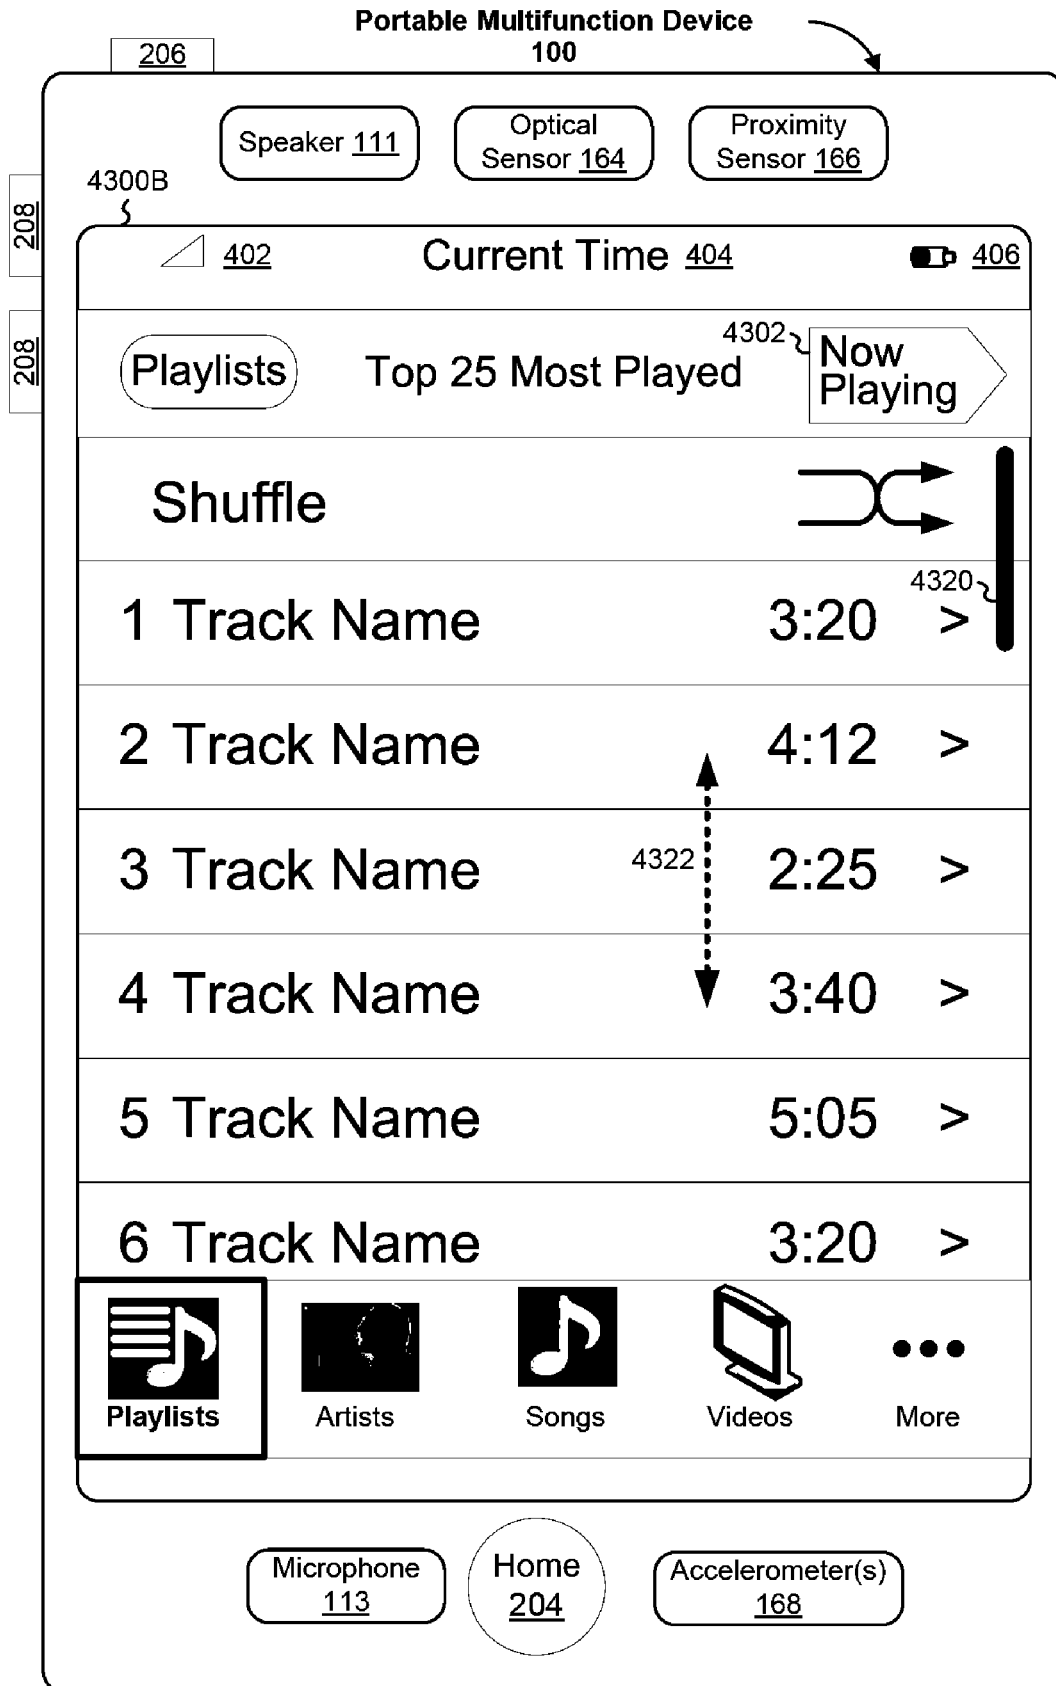 Portable Multifunction Device
100
206
Speaker 111
Optical
Sensor 164
Proximity
Sensor 166
4300B
208
208
402
Current Time 404
406
Playlists
Top 25 Most Played
4302
Now
Playing
Shuffle
4320
1 Track Name 3:20 >
2 Track Name 4:12 >
4322
3 Track Name 2:25 >
4 Track Name 3:40 >
5 Track Name 5:05 >
6 Track Name 3:20 >
Playlists
Artists
Songs
Videos
More
Microphone
113
Home
204
Accelerometer(s)
168